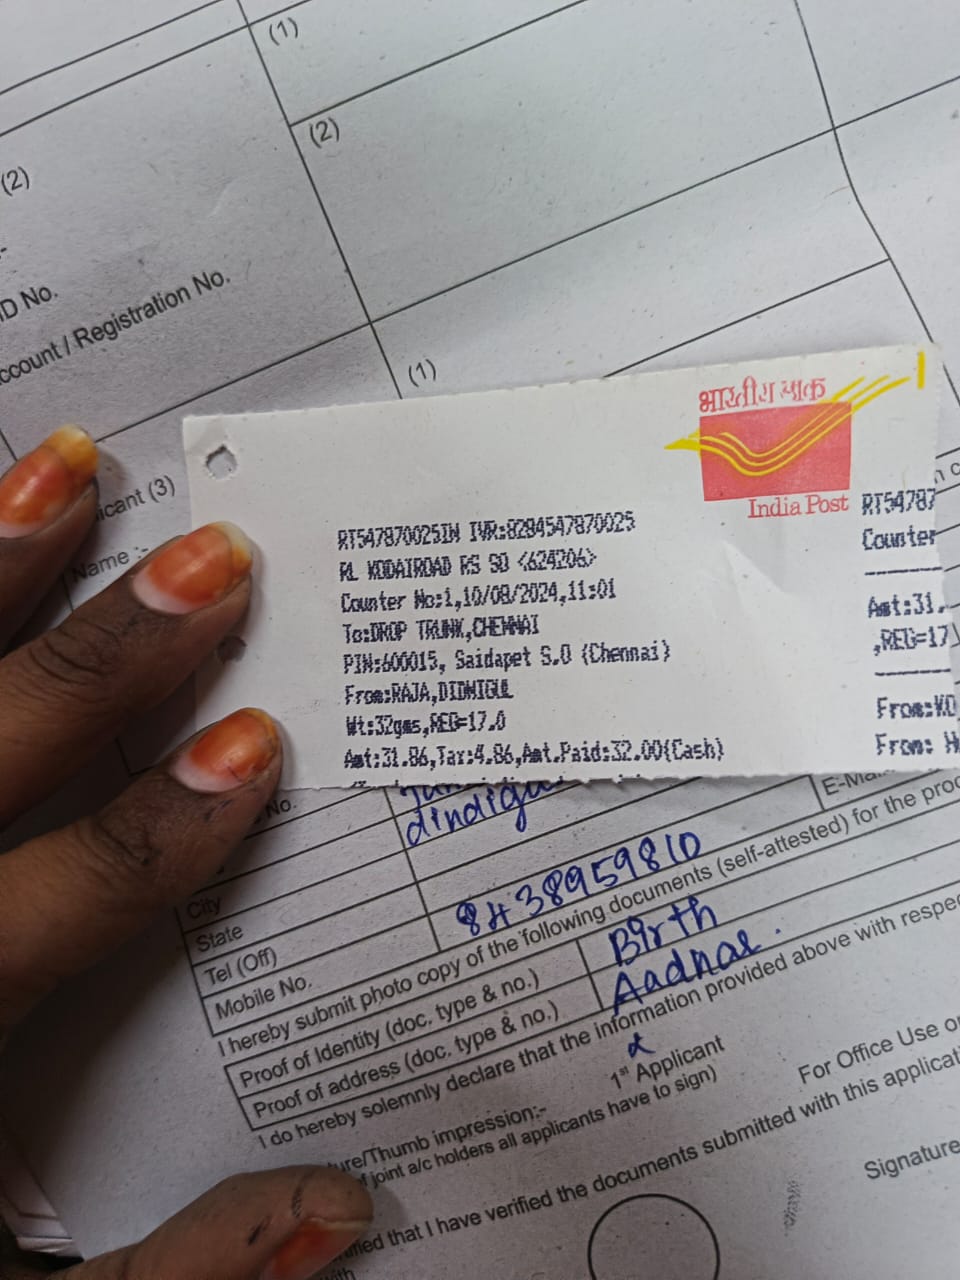 (1)
(2)
(2)
ID No.
ccount / Registration No.
(1)
icant (3)
Name :-
भारतीय डाक
India Post
RT547870025IN IVR:8284547870025
RL KODAIROAD RS SO <624206>
Counter No:1,10/08/2024,11:01
To:DROP TRUNK,CHENNAI
PIN:600015, Saidapet S.O (Chennai)
From:RAJA,DIDNIGUL
Wt:32gms,REG=17.0
Amt:31.86,Tax:4.86,Amt.Paid:32.00(Cash)
RT54787
Counter
Amt:31.
,REG=17
From:KO
From: H
No.
dindigu
City
State
Tel (Off)
E-Ma
Mobile No.
8438959810
I hereby submit photo copy of the following documents (self-attested) for the proo
Proof of Identity (doc. type & no.)
Birth
Proof of address (doc. type & no.)
Aadhae.
I do hereby solemnly declare that the information provided above with respec
1st Applicant
ure/Thumb impression:-
f joint a/c holders all applicants have to sign)
For Office Use o
ified that I have verified the documents submitted with this applicati
Signature